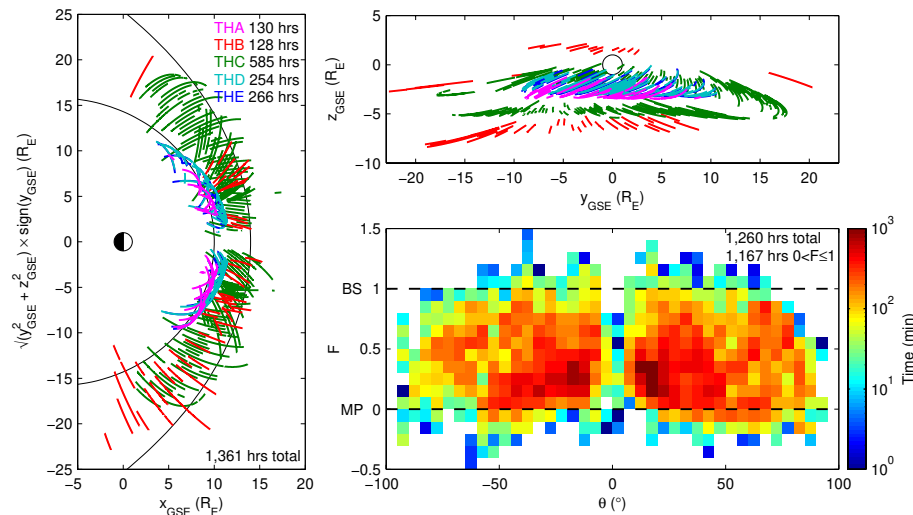 THA 130 hrs
THB 128 hrs
THC 585 hrs
THD 254 hrs
THE 266 hrs
25
20
15
10
5
0
−5
−10
−15
−20
−25
√(y²GSE + z²GSE) × sign(yGSE) (RE)
1,361 hrs total
−5 0 5 10 15 20
xGSE (RE)
5
0
−5
−10
zGSE (RE)
−20 −15 −10 −5 0 5 10 15 20
yGSE (RE)
1,260 hrs total
1,167 hrs 0<F≤1
1.5
BS 1
0.5
MP 0
−0.5
F
−100 −50 0 50 100
θ (°)
10³
10²
10¹
10⁰
Time (min)